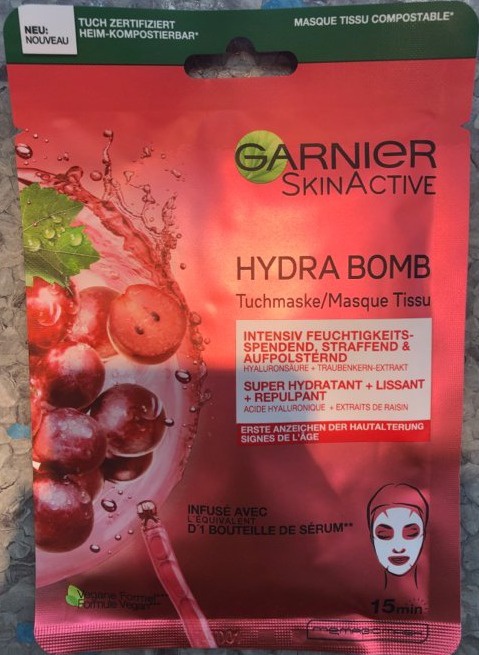 NEU:
NOUVEAU
TUCH ZERTIFIZIERT
HEIM-KOMPOSTIERBAR*
MASQUE TISSU COMPOSTABLE*
GARNIER
SKINACTIVE
HYDRA BOMB
Tuchmaske/Masque Tissu
INTENSIV FEUCHTIGKEITS-
SPENDEND, STRAFFEND &
AUFPOLSTERND
HYALURONSÄURE + TRAUBENKERN-EXTRAKT
SUPER HYDRATANT + LISSANT
+ REPULPANT
ACIDE HYALURONIQUE + EXTRAITS DE RAISIN
ERSTE ANZEICHEN DER HAUTALTERUNG
SIGNES DE L'ÂGE
INFUSÉ AVEC
L'ÉQUIVALENT
D'1 BOUTEILLE DE SÉRUM**
Vegane Formel***
Formule Vegan***
15min